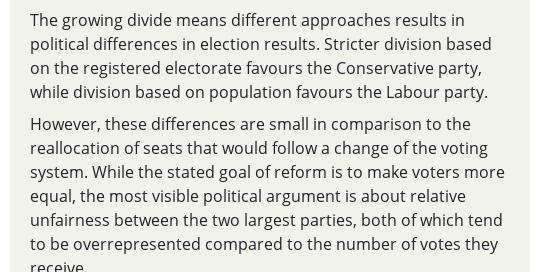 The growing divide means different approaches results in
political differences in election results. Stricter division based
on the registered electorate favours the Conservative party,
while division based on population favours the Labour party.
However, these differences are small in comparison to the
reallocation of seats that would follow a change of the voting
system. While the stated goal of reform is to make voters more
equal, the most visible political argument is about relative
unfairness between the two largest parties, both of which tend
to be overrepresented compared to the number of votes they
receive